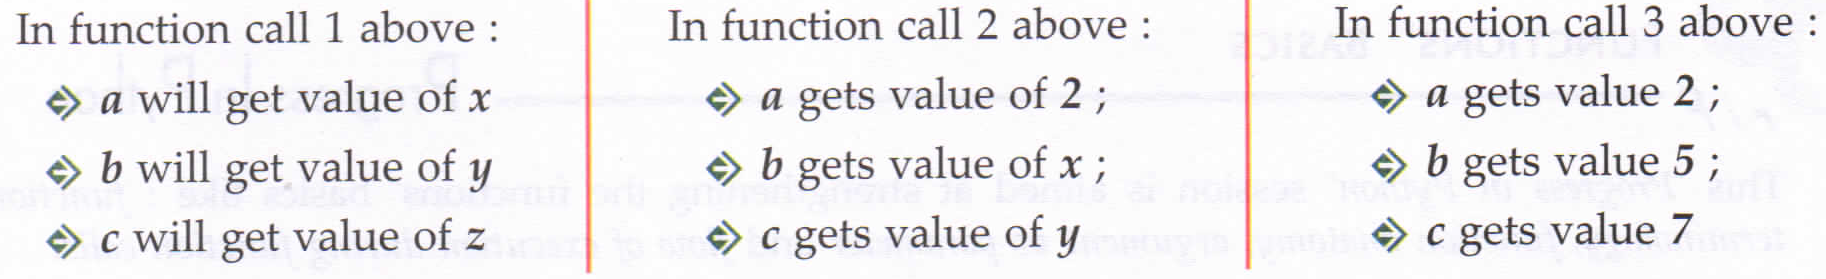 In function call 1 above :
a will get value of x
b will get value of y
c will get value of z
In function call 2 above :
a gets value of 2 ;
b gets value of x ;
c gets value of y
In function call 3 above :
a gets value 2 ;
b gets value 5 ;
c gets value 7